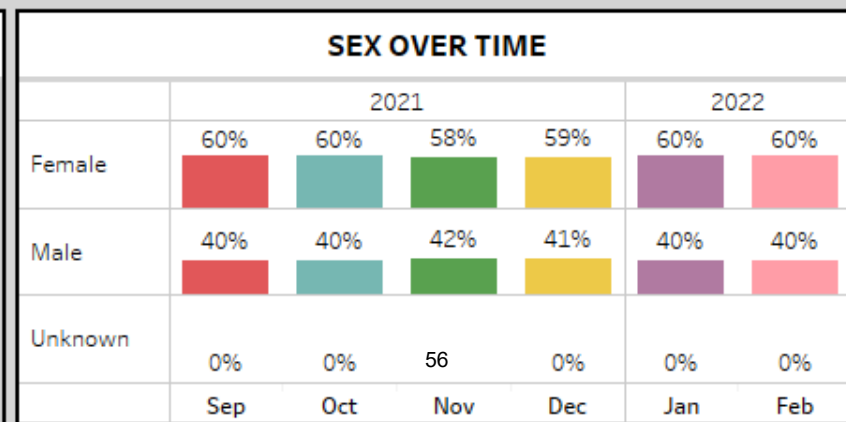 SEX OVER TIME
2021 2022
60% 60% 58% 59% 60% 60%
Female
40% 40% 42% 41% 40% 40%
Male
Unknown
0% 0% 56 0% 0% 0%
Sep Oct Nov Dec Jan Feb